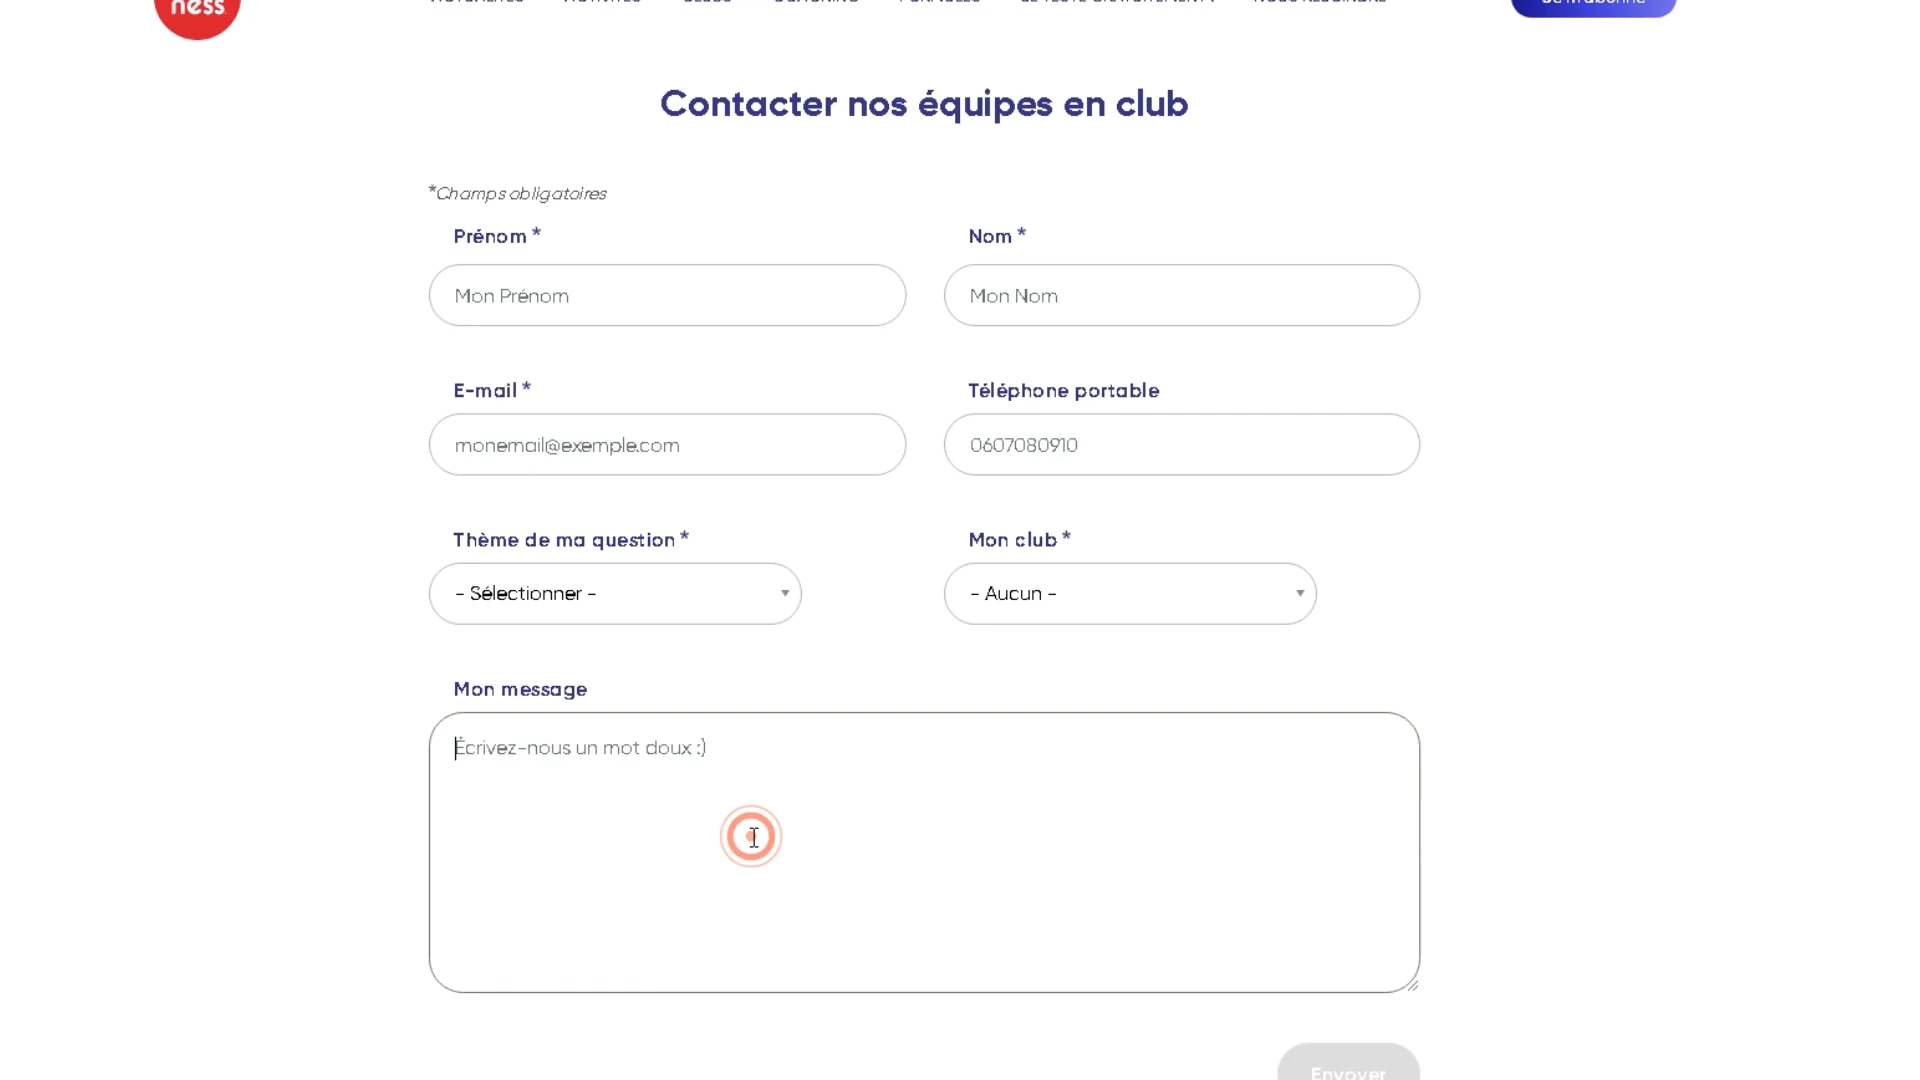 ness
Contacter nos équipes en club
*Champs obligatoires
Prénom *
Nom *
Mon Prénom
Mon Nom
E-mail *
Téléphone portable
monemail@exemple.com
0607080910
Thème de ma question *
Mon club *
- Sélectionner -
- Aucun -
Mon message
Écrivez-nous un mot doux :)
Envoyer